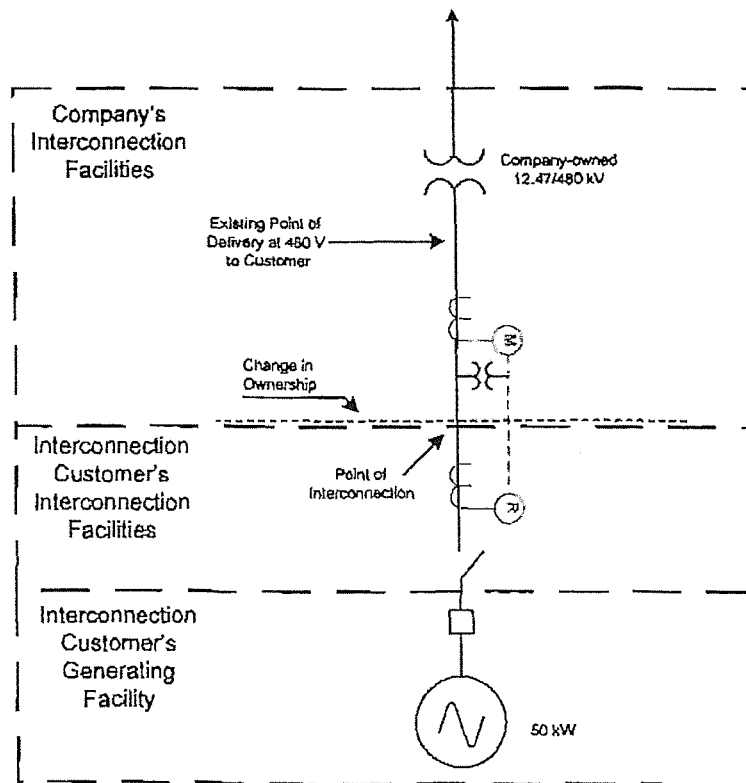 Company's
Interconnection
Facilities
Company-owned
12.47/480 kV
Existing Point of
Delivery at 480 V
to Customer
M
Change in
Ownership
Interconnection
Customer's
Interconnection
Facilities
Point of
Interconnection
R
Interconnection
Customer's
Generating
Facility
50 kW